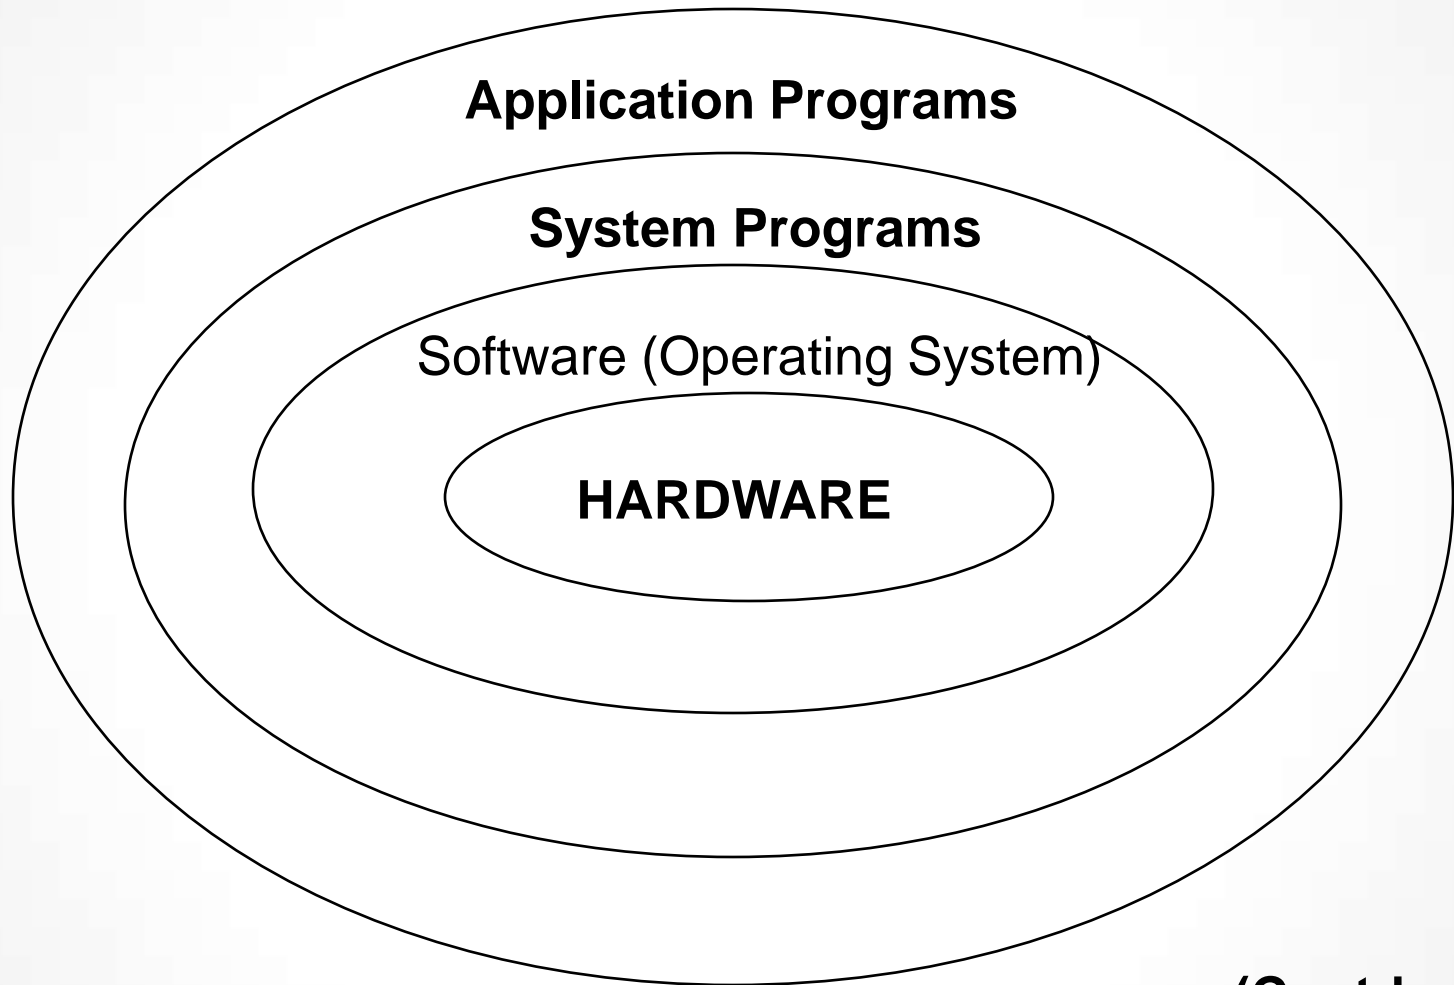 Application Programs
System Programs
Software (Operating System)
HARDWARE